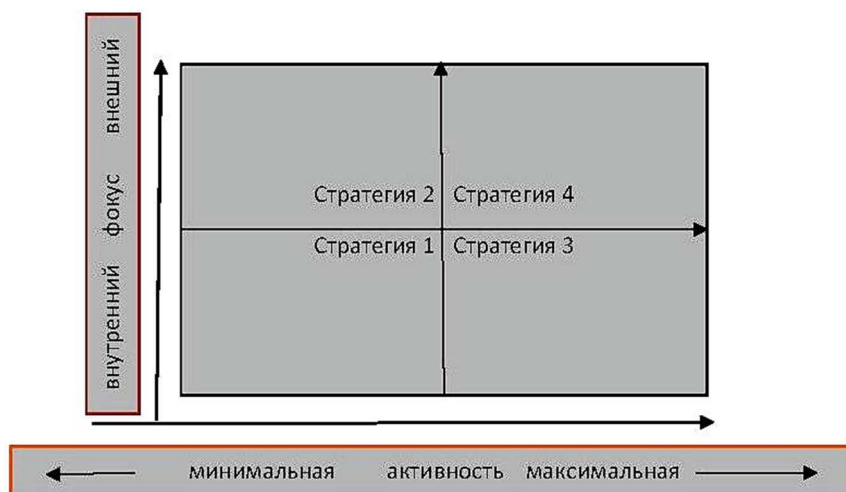 внутренний фокус внешний
Стратегия 2 Стратегия 4
Стратегия 1 Стратегия 3
минимальная активность максимальная